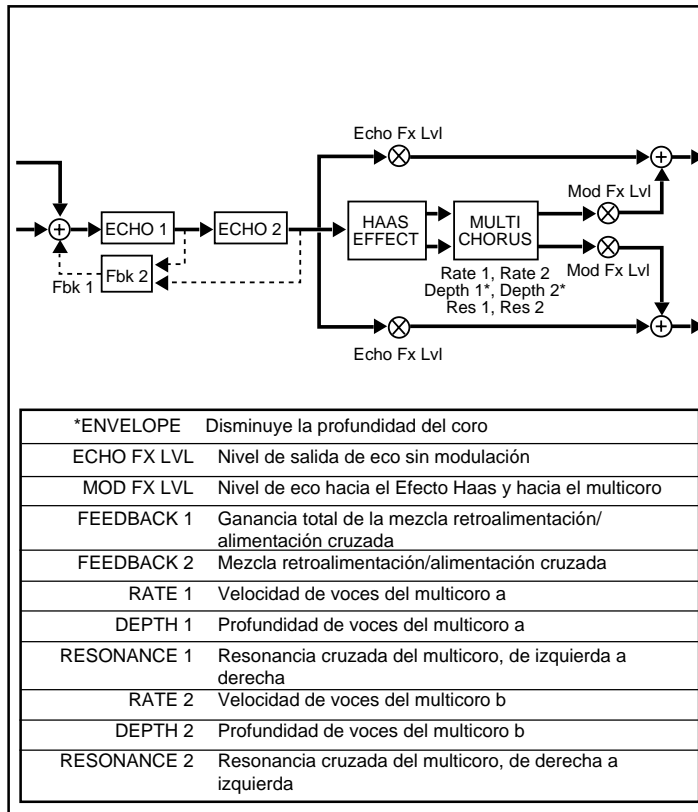 Echo Fx Lvl
Mod Fx Lvl
ECHO 1
ECHO 2
HAAS
EFFECT
MULTI
CHORUS
Fbk 1
Fbk 2
Mod Fx Lvl
Rate 1, Rate 2
Depth 1*, Depth 2*
Res 1, Res 2
Echo Fx Lvl
*ENVELOPE Disminuye la profundidad del coro
ECHO FX LVL Nivel de salida de eco sin modulación
MOD FX LVL Nivel de eco hacia el Efecto Haas y hacia el multicoro
FEEDBACK 1 Ganancia total de la mezcla retroalimentación/
alimentación cruzada
FEEDBACK 2 Mezcla retroalimentación/alimentación cruzada
RATE 1 Velocidad de voces del multicoro a
DEPTH 1 Profundidad de voces del multicoro a
RESONANCE 1 Resonancia cruzada del multicoro, de izquierda a
derecha
RATE 2 Velocidad de voces del multicoro b
DEPTH 2 Profundidad de voces del multicoro b
RESONANCE 2 Resonancia cruzada del multicoro, de derecha a
izquierda